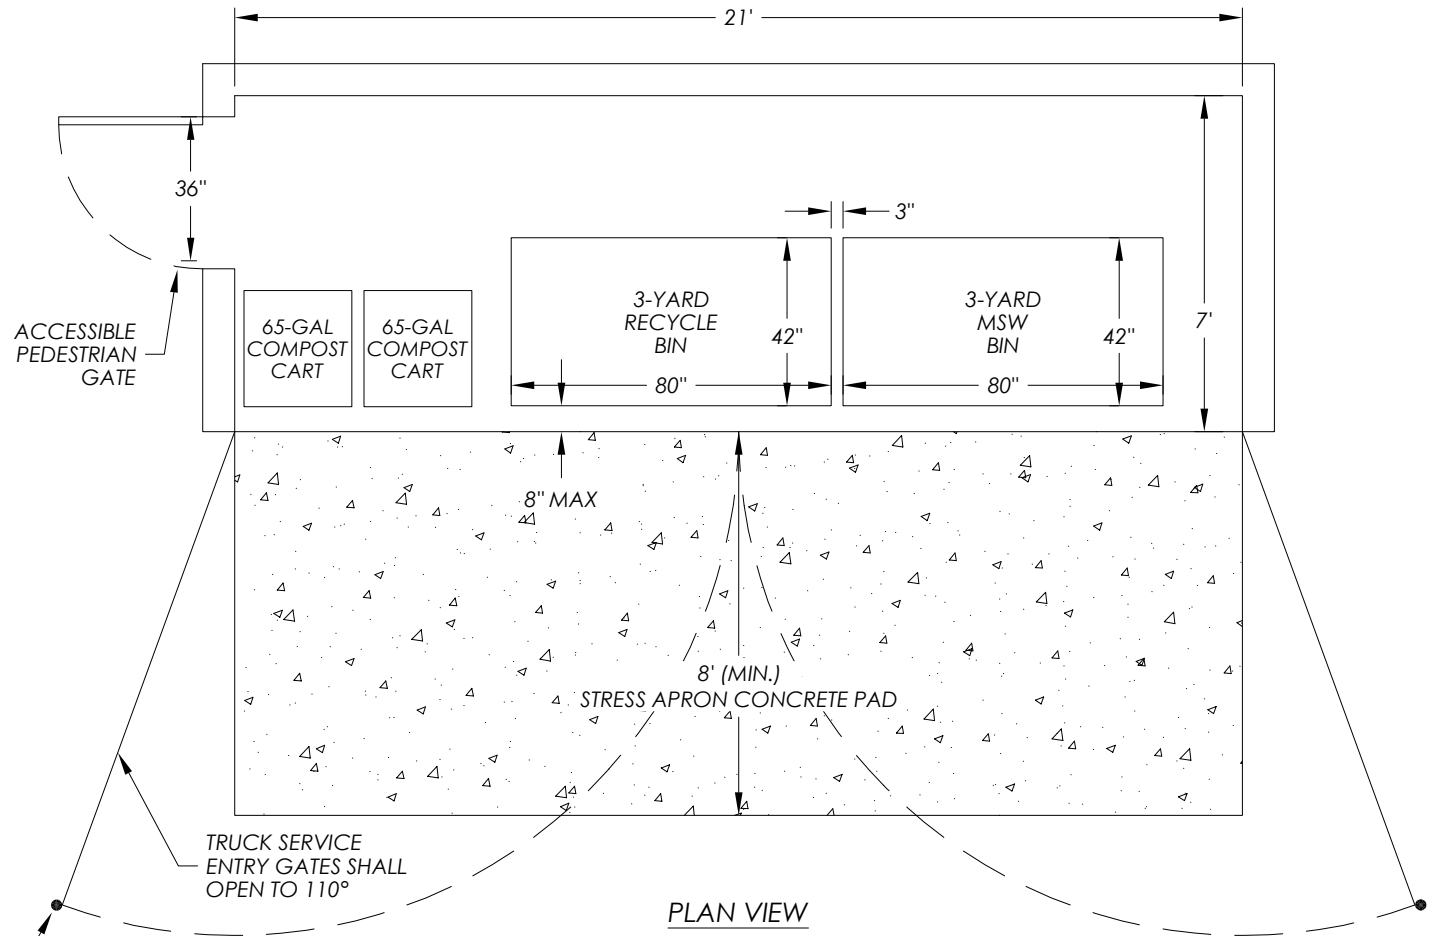 21'
36"
3"
ACCESSIBLE
PEDESTRIAN
GATE
65-GAL
COMPOST
CART
65-GAL
COMPOST
CART
3-YARD
RECYCLE
BIN
42"
80"
3-YARD
MSW
BIN
42"
80"
7'
8" MAX
8' (MIN.)
STRESS APRON CONCRETE PAD
TRUCK SERVICE
ENTRY GATES SHALL
OPEN TO 110°
PLAN VIEW